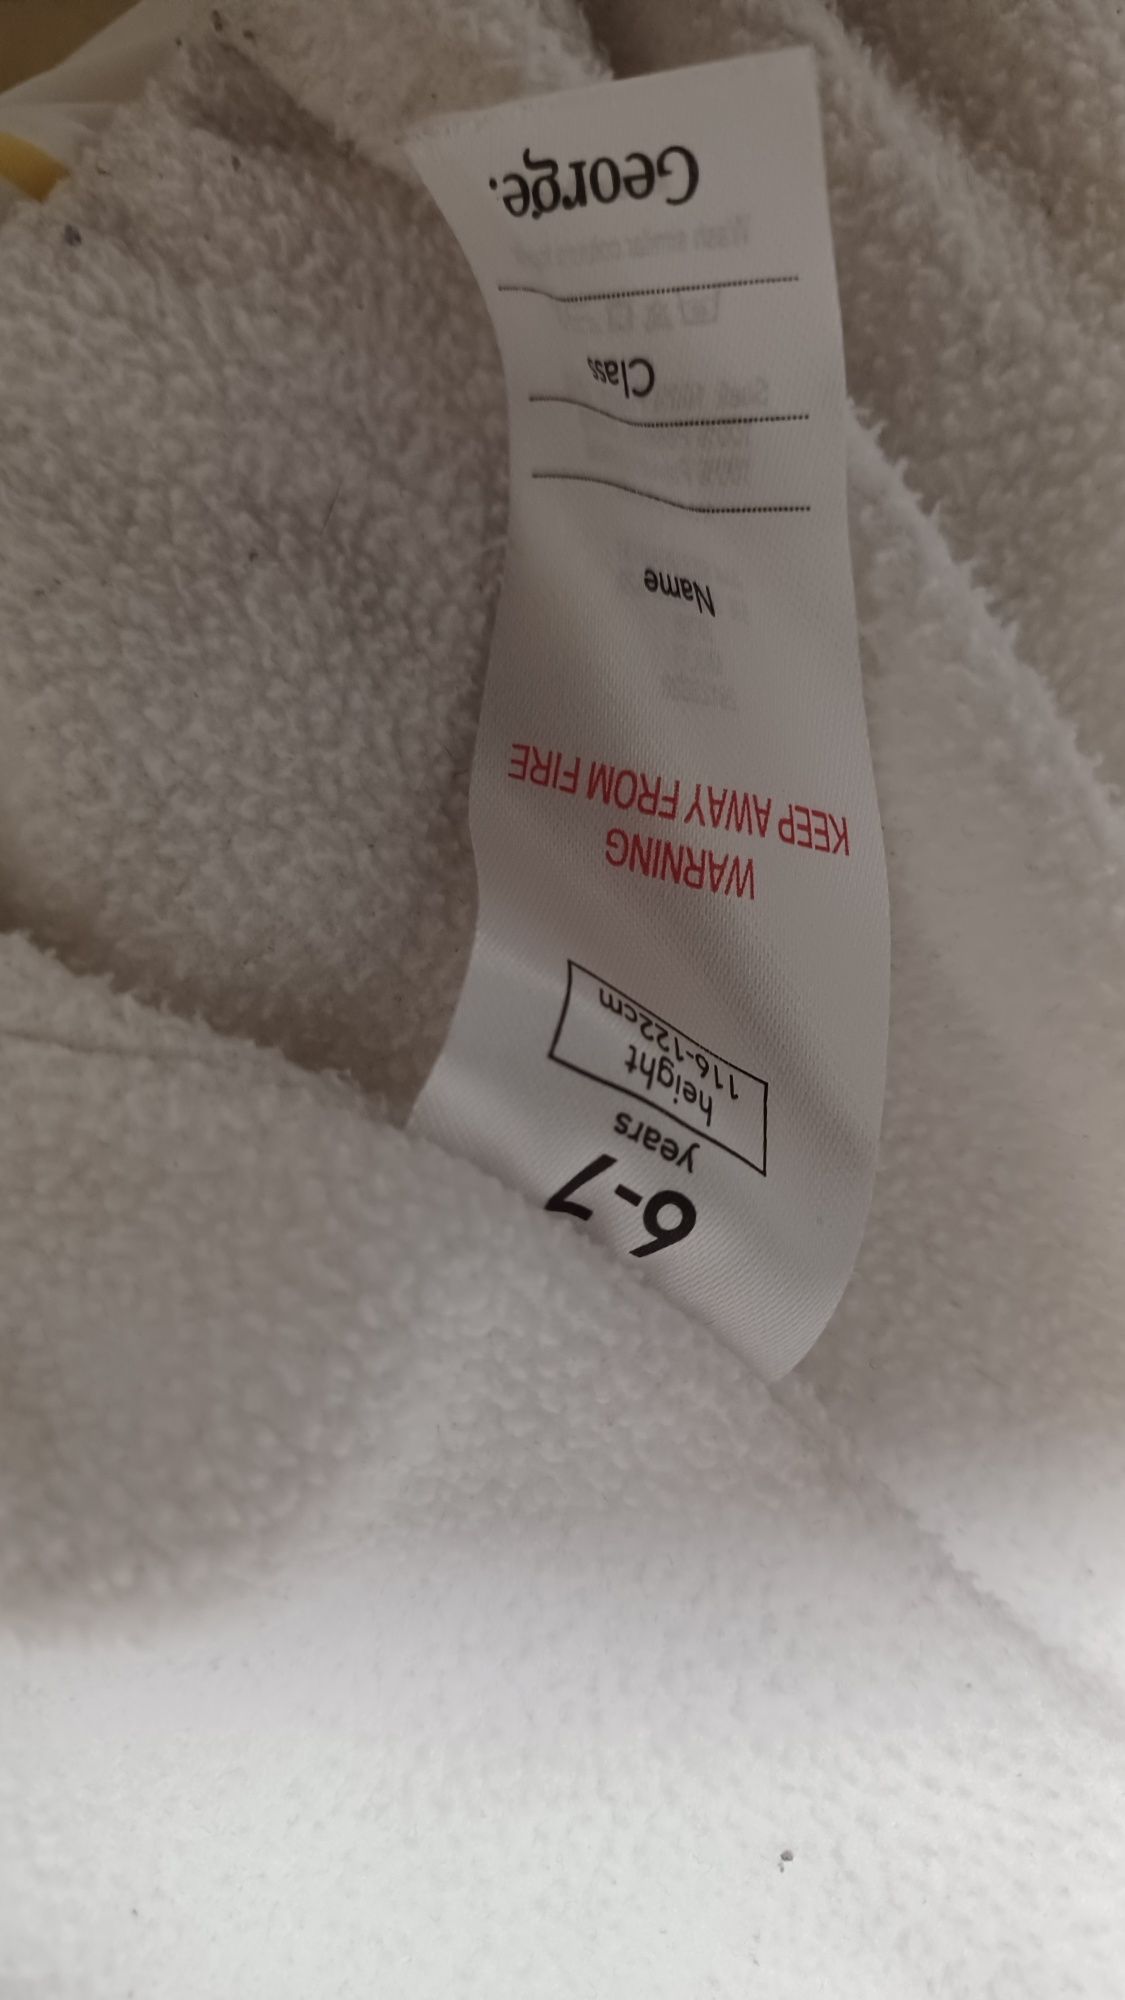 6-7
years
height
116-122cm
WARNING
KEEP AWAY FROM FIRE
Name
Class
George.